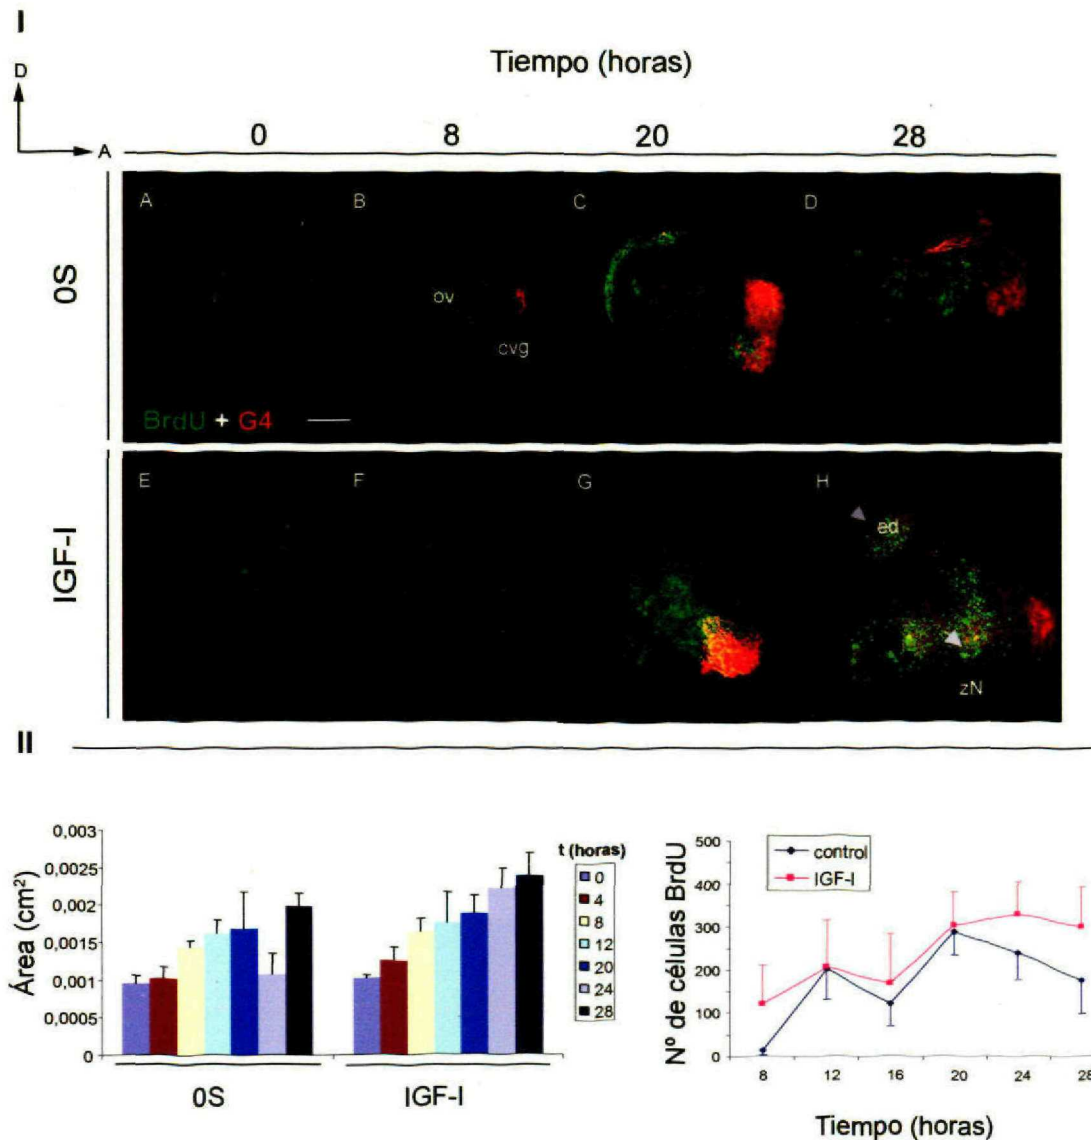 I
D
A
Tiempo (horas)
0 8 20 28
0S
A B C D
ov
cvg
BrdU + G4
IGF-I
E F G H
ed
zN
II
Área (cm²)
0,003
0,0025
0,002
0,0015
0,001
0,0005
0
0S IGF-I
t (horas)
0
4
8
12
20
24
28
Nº de células BrdU
500
400
300
200
100
0
control
IGF-I
8 12 16 20 24 28
Tiempo (horas)